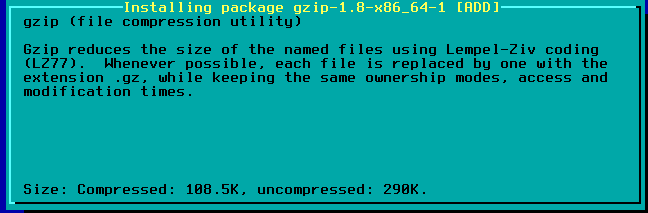 Installing package gzip-1.8-x86_64-1 [ADD]
gzip (file compression utility)
Gzip reduces the size of the named files using Lempel-Ziv coding
(LZ77).  Whenever possible, each file is replaced by one with the
extension .gz, while keeping the same ownership modes, access and
modification times.
Size: Compressed: 108.5K, uncompressed: 290K.